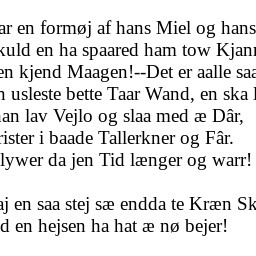 ar en formøj af hans Miel og hans
kuld en ha spaared ham tow Kjan
en kjend Maagen!--Det er aalle saa
n usleste bette Taar Wand, en ska
an lav Vejlo og slaa med æ Dâr,
rister i baade Tallerkner og Fâr.
lywer da jen Tid længer og warr!

aj en saa stej sæ endda te Kræn Sk
d en hejsen ha hat æ nø bejer!